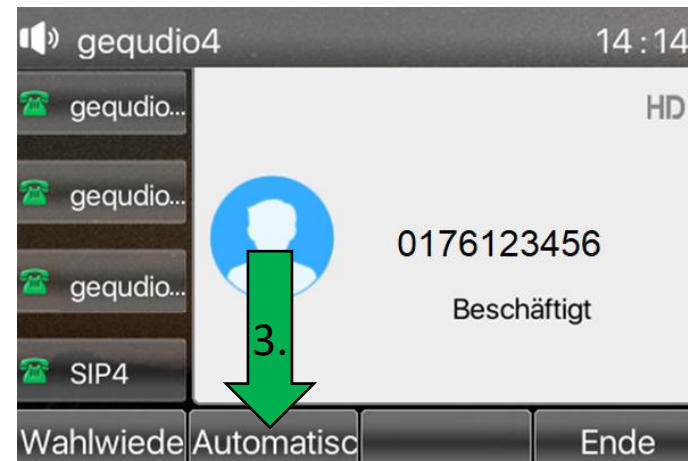 gequdio4 14:14
gequdio... HD
gequdio...
0176123456
gequdio...
Beschäftigt
3.
SIP4
Wahlwiede Automatisc Ende